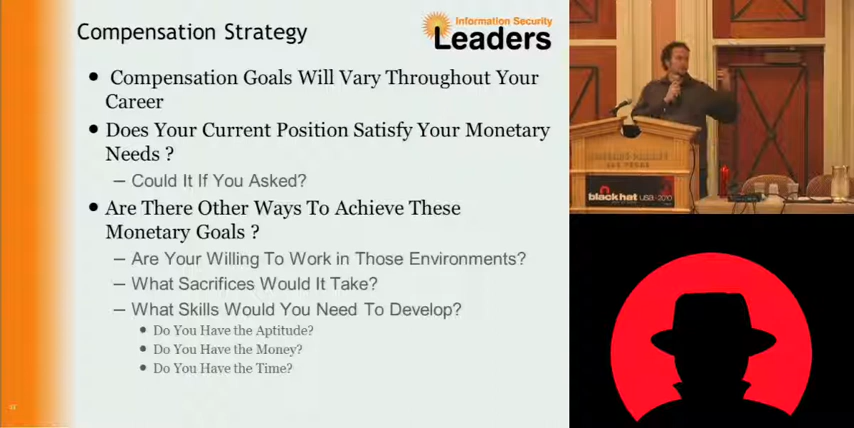 Compensation Strategy
Information Security
Leaders
• Compensation Goals Will Vary Throughout Your
Career
• Does Your Current Position Satisfy Your Monetary
Needs ?
– Could It If You Asked?
• Are There Other Ways To Achieve These
Monetary Goals ?
– Are Your Willing To Work in Those Environments?
– What Sacrifices Would It Take?
– What Skills Would You Need To Develop?
• Do You Have the Aptitude?
• Do You Have the Money?
• Do You Have the Time?
black hat USA 2010